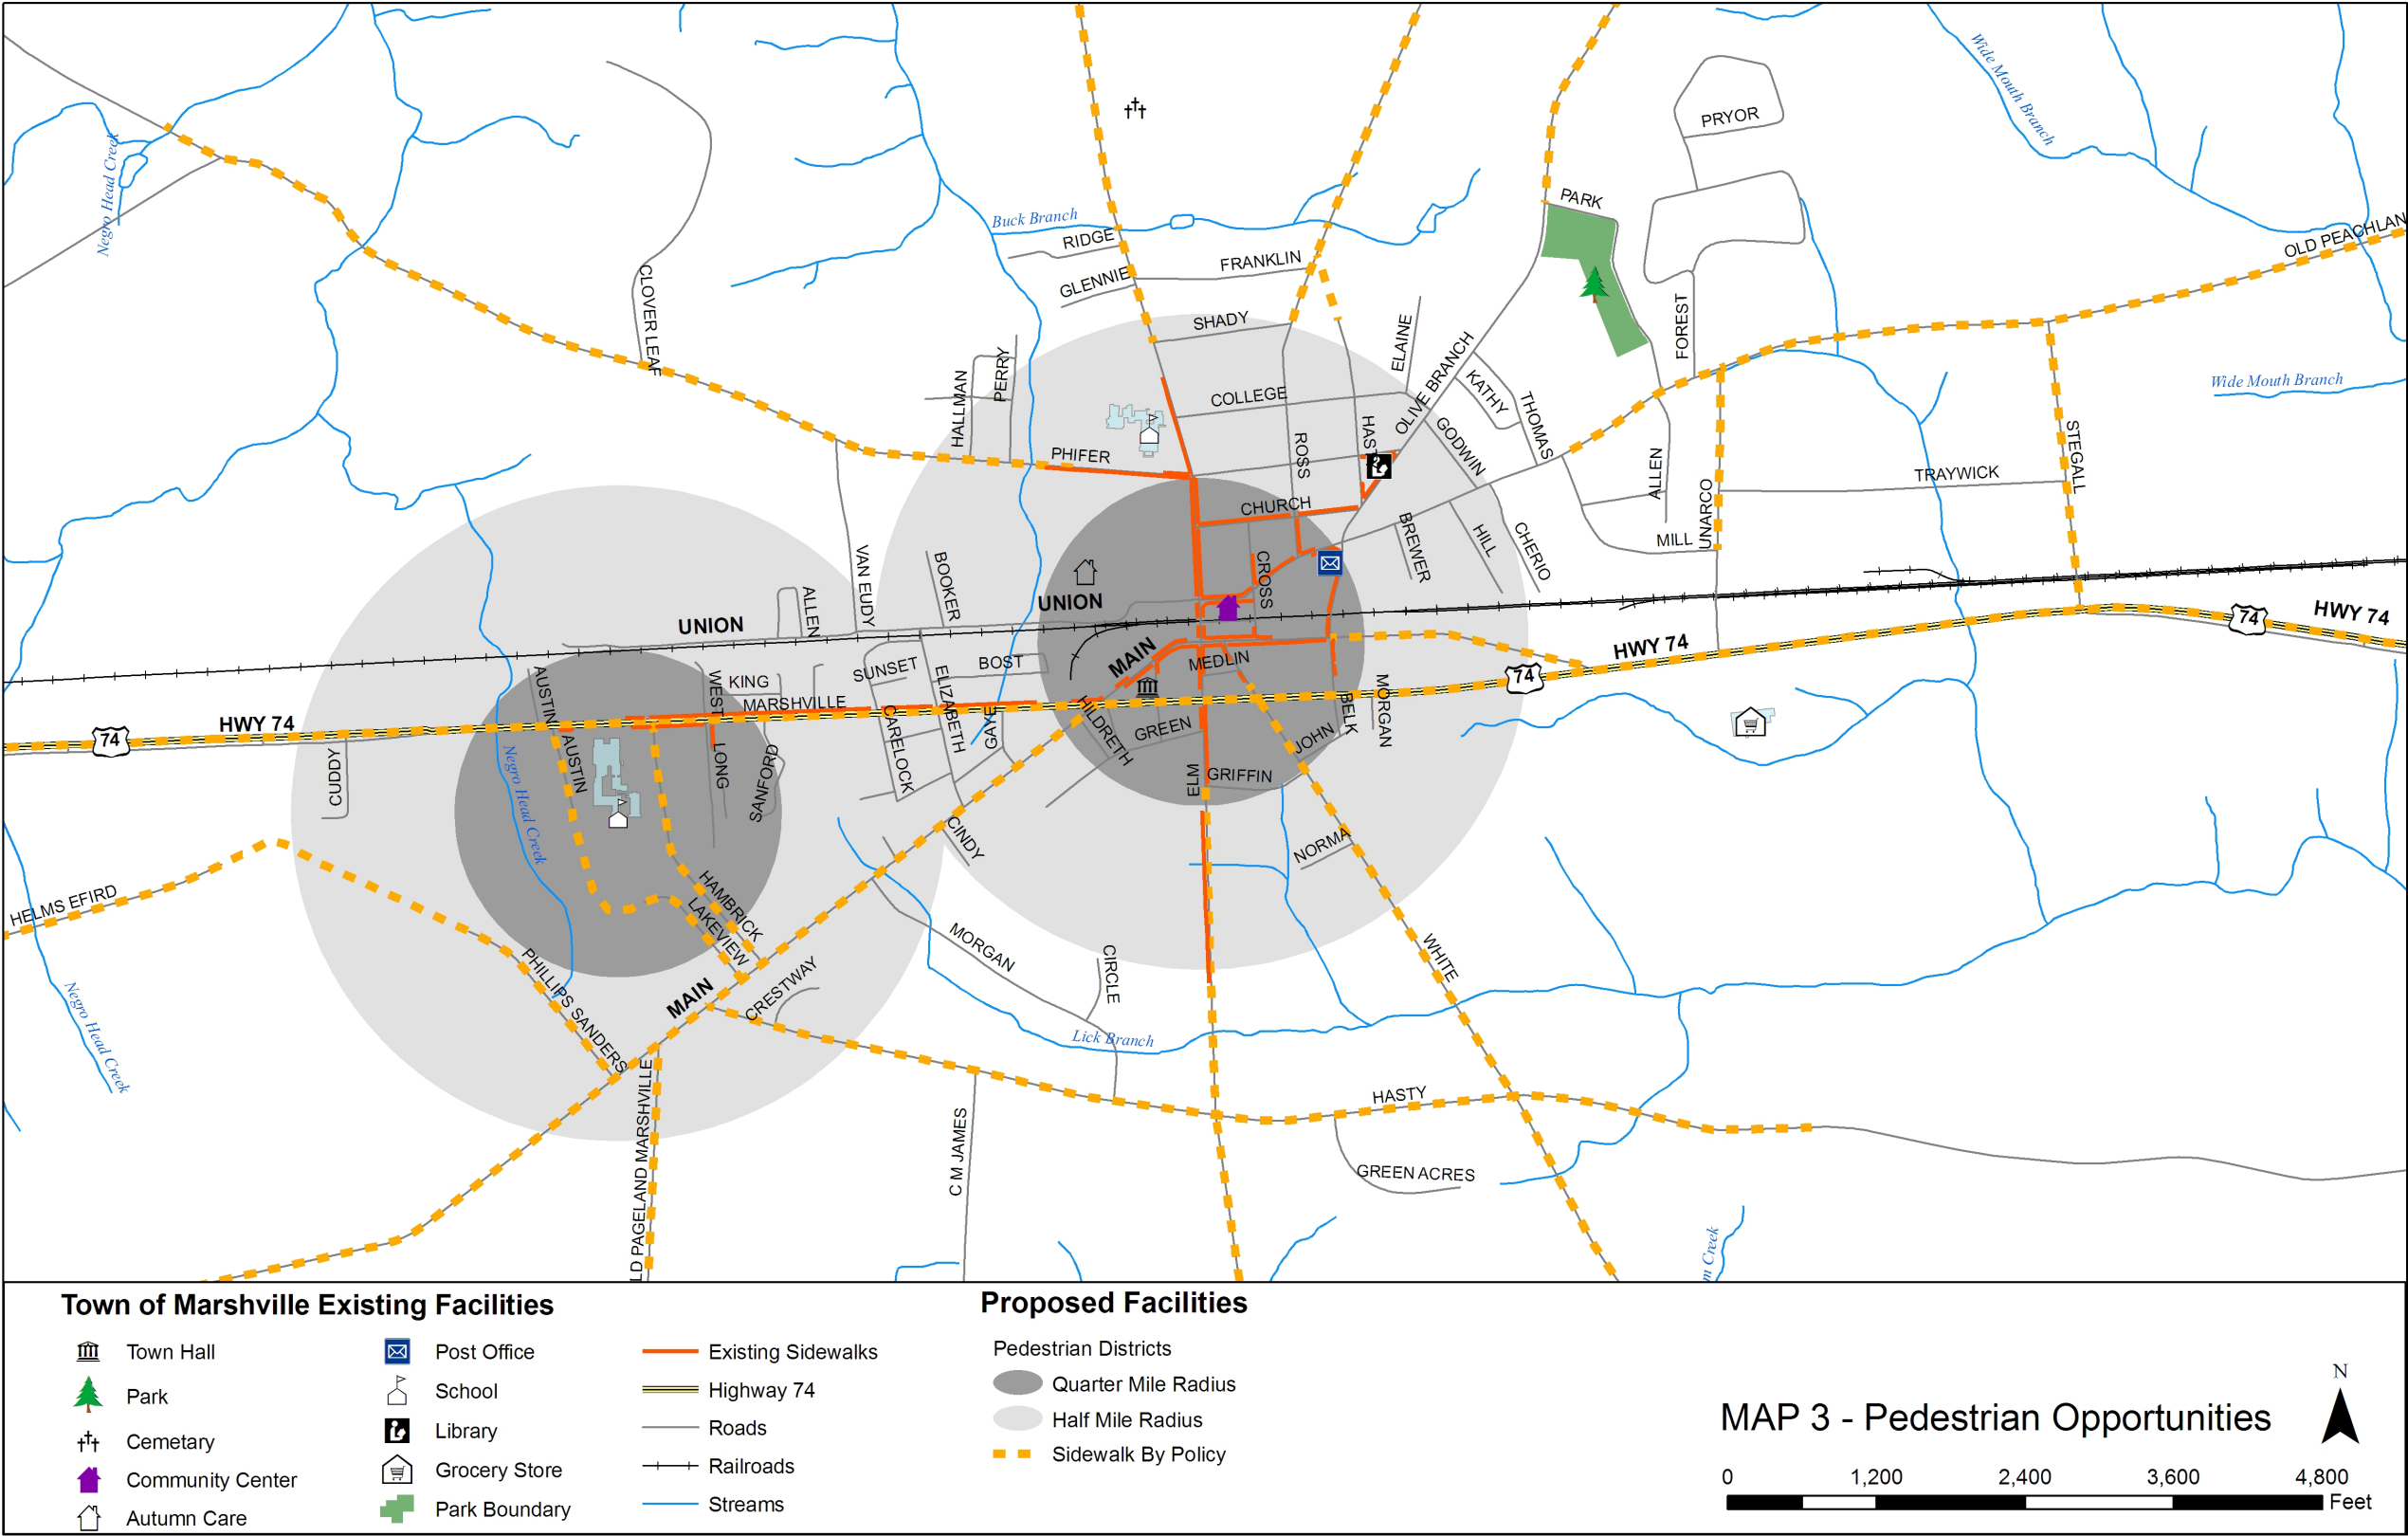 Wide Mouth Branch
PRYOR
Negro Head Creek
PARK
Buck Branch
RIDGE
OLD PEACHLAN
FRANKLIN
GLENNIE
CLOVER LEAF
SHADY
ELAINE
FOREST
OLIVE BRANCH
Wide Mouth Branch
HALLMAN
PERRY
KATHY
COLLEGE
THOMAS
HAST
GODWIN
ROSS
PHIFER
ALLEN
STEGALL
TRAYWICK
UNARCO
CHURCH
BREWER
HILL
CHERIO
MILL
VAN EUDY
BOOKER
CROSS
ALLEN
UNION
UNION
HWY 74
74
HWY 74
MAIN
MEDLIN
SUNSET
BOST
AUSTIN
WEST
KING
ELIZABETH
74
MARSHVILLE
HILDRETH
BELK
MORGAN
HWY 74
74
CARELOCK
GATE
GREEN
JOHN
AUSTIN
LONG
SANFORD
CUDDY
Negro Head Creek
ELM
GRIFFIN
CINDY
NORMA
HELMS EFIRD
HAMBRICK
LAKEVIEW
MORGAN
CIRCLE
WHITE
PHILLIPS SANDERS
MAIN
CRESTWAY
Negro Head Creek
Lick Branch
LD PAGELAND MARSHVILLE
HASTY
C M JAMES
GREEN ACRES
m Creek
Town of Marshville Existing Facilities
Town Hall
Park
Cemetary
Community Center
Autumn Care
Post Office
School
Library
Grocery Store
Park Boundary
Existing Sidewalks
Highway 74
Roads
Railroads
Streams
Proposed Facilities
Pedestrian Districts
Quarter Mile Radius
Half Mile Radius
Sidewalk By Policy
MAP 3 - Pedestrian Opportunities
N
0 1,200 2,400 3,600 4,800
Feet